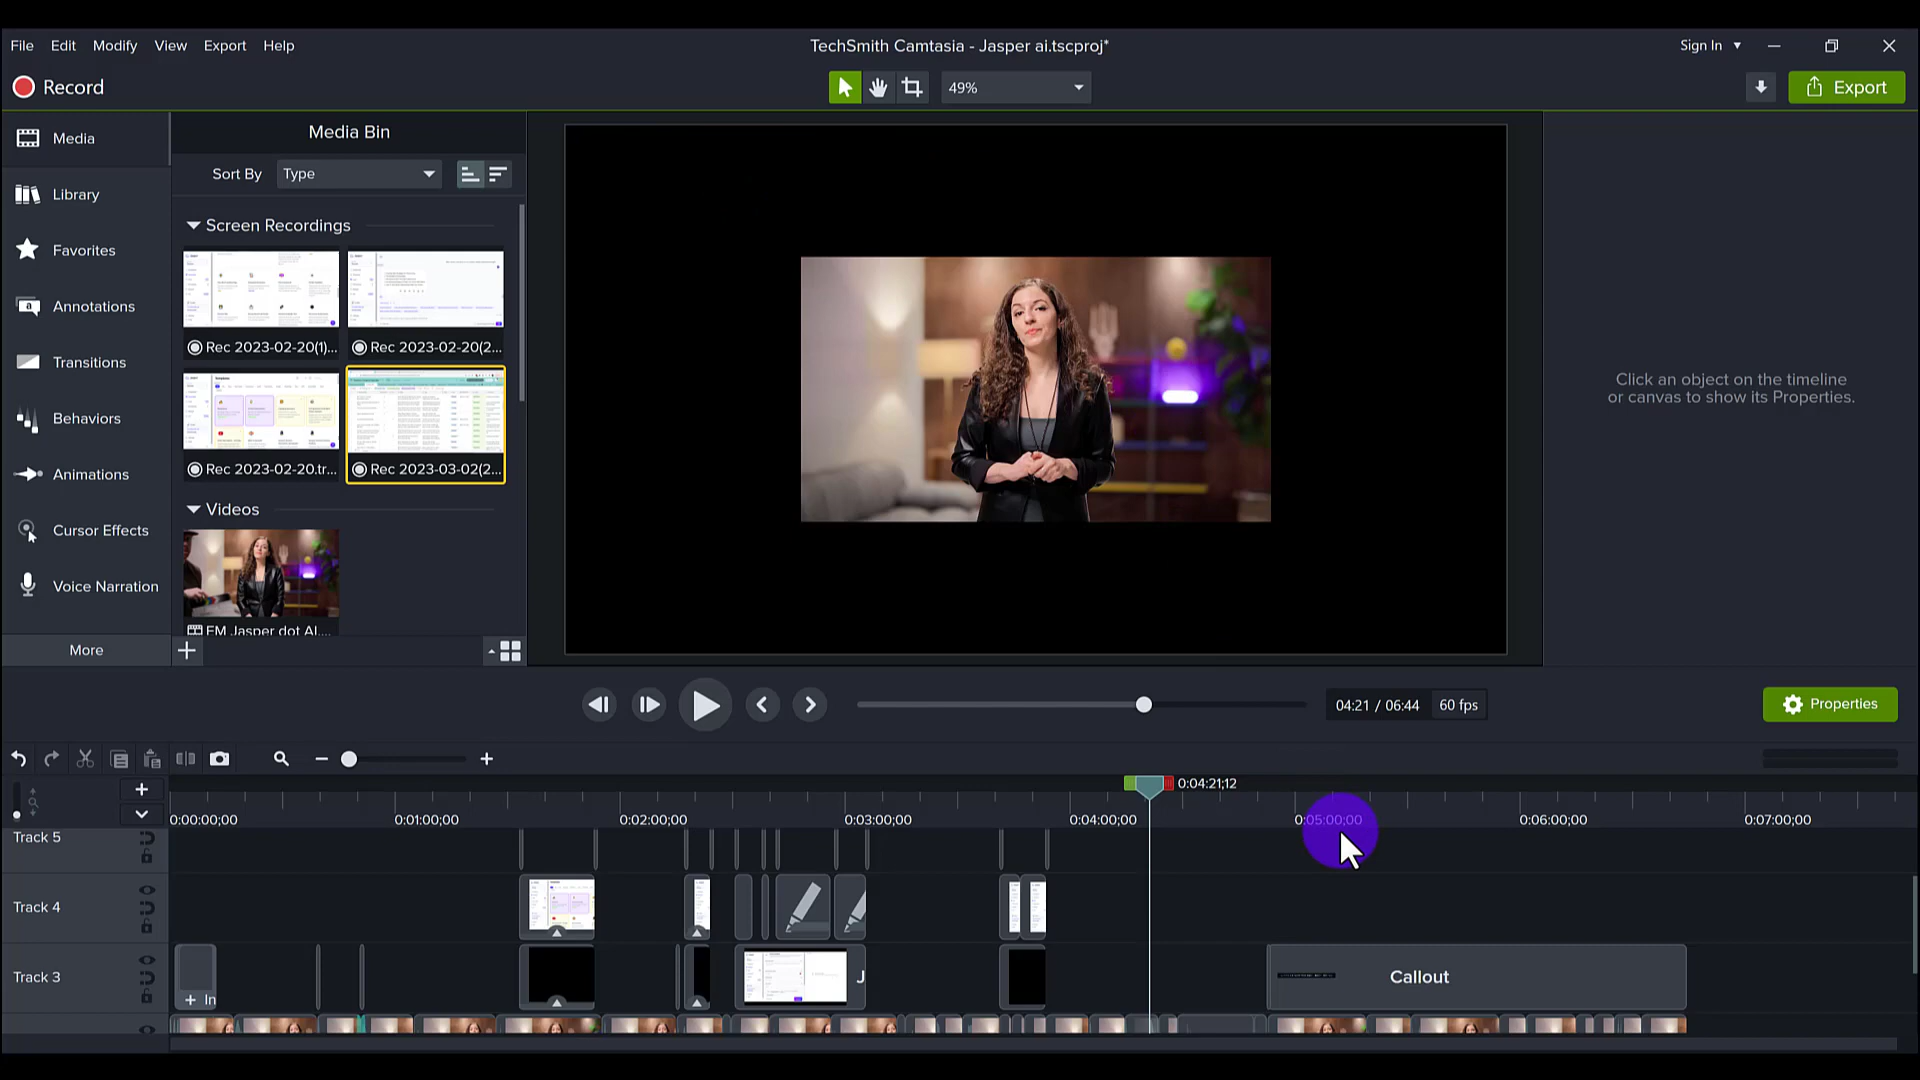 File Edit Modify View Export Help
TechSmith Camtasia - Jasper ai.tscproj*
Sign In
Record
49%
Export
Media
Library
Favorites
Annotations
Transitions
Behaviors
Animations
Cursor Effects
Voice Narration
More
Media Bin
Sort By Type
Screen Recordings
Rec 2023-02-20(1)... Rec 2023-02-20(2...
Rec 2023-02-20.tr... Rec 2023-03-02(2...
Videos
EM Jasper dot AI....
Click an object on the timeline
or canvas to show its Properties.
04:21 / 06:44 60 fps
Properties
0:04:21;12
0:00:00;00 0:01:00;00 0:02:00;00 0:03:00;00 0:04:00;00 0:05:00;00 0:06:00;00 0:07:00;00
Track 5
Track 4
Track 3
+ In
J
Callout